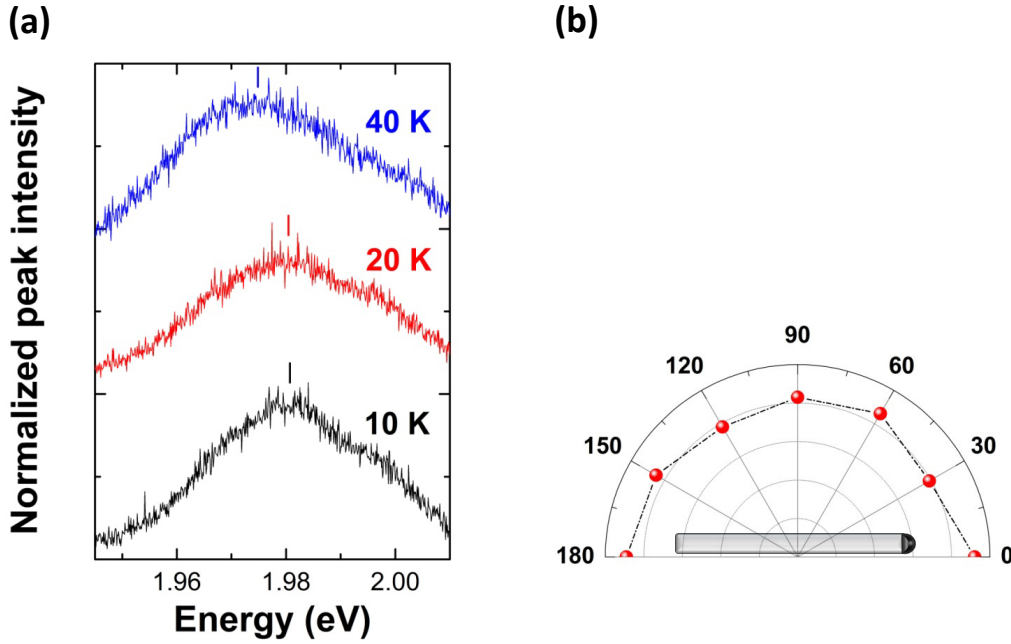 (a)
(b)
Normalized peak intensity
40 K
20 K
10 K
1.96
1.98
2.00
Energy (eV)
90
120
60
150
30
180
0